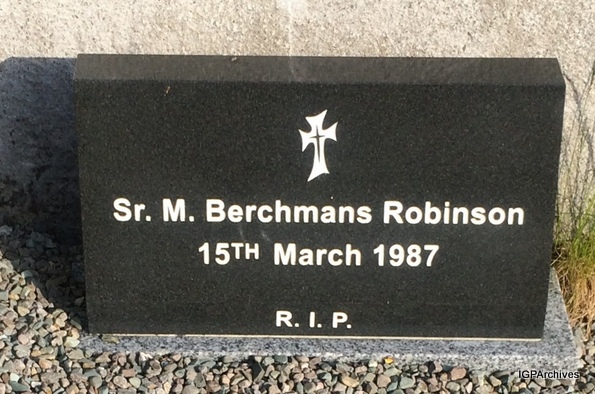 Sr. M. Berchmans Robinson
15TH March 1987
R. I. P.
IGPArchives